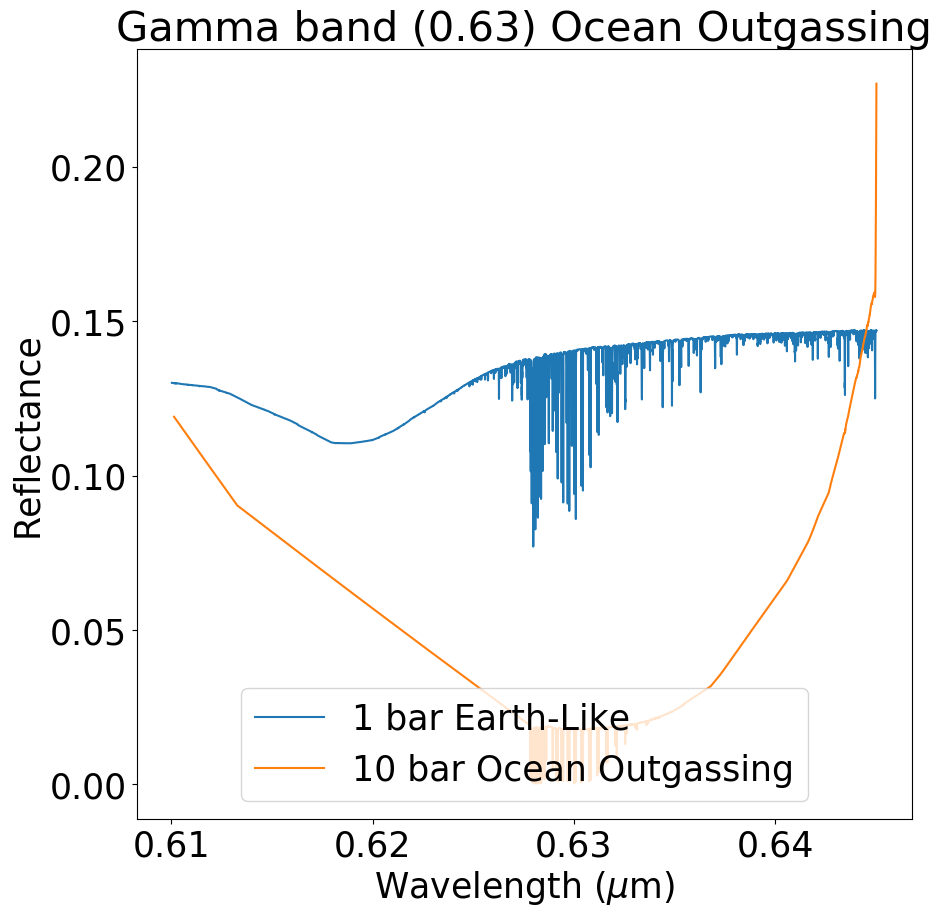 Gamma band (0.63) Ocean Outgassing
Reflectance
0.20
0.15
0.10
0.05
0.00
1 bar Earth-Like
10 bar Ocean Outgassing
0.61 0.62 0.63 0.64
Wavelength (μm)